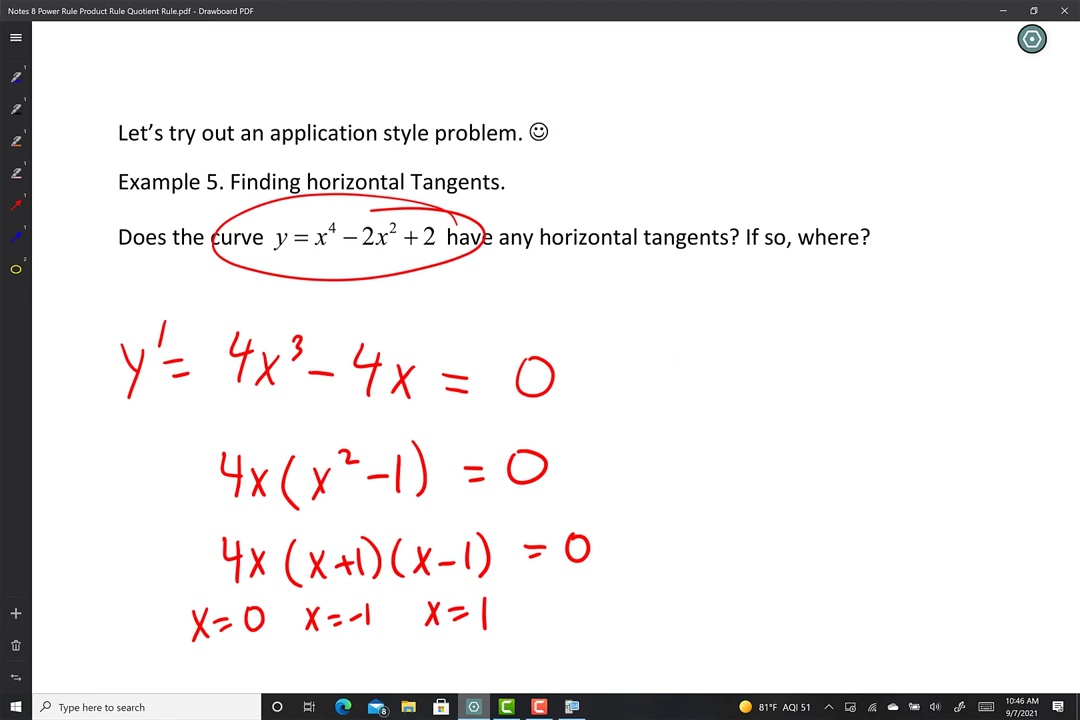 Notes 8 Power Rule Product Rule Quotient Rule.pdf - Drawboard PDF
Let's try out an application style problem. ☺
Example 5. Finding horizontal Tangents.
Does the curve y = x⁴ − 2x² + 2 have any horizontal tangents? If so, where?
y' = 4x³ − 4x = 0
4x(x² − 1) = 0
4x(x+1)(x−1) = 0
x = 0 x = -1 x = 1
Type here to search
8
81°F AQI 51
10:46 AM
9/7/2021